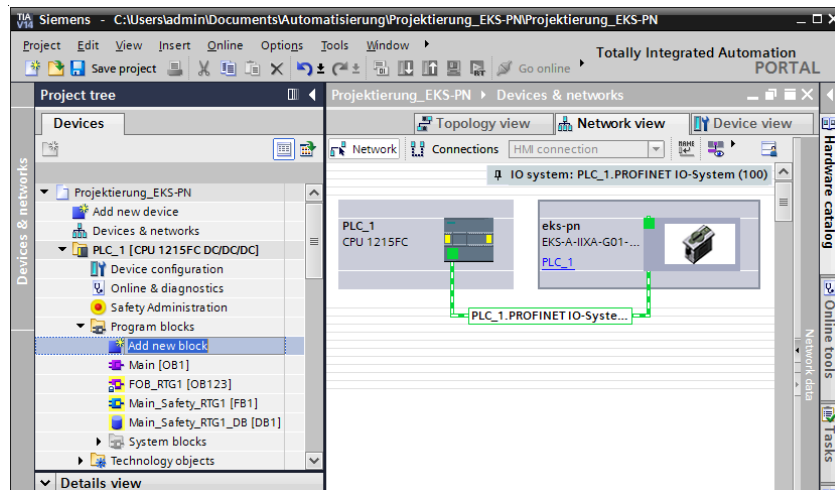 TIA V14 Siemens - C:\Users\admin\Documents\Automatisierung\Projektierung_EKS-PN\Projektierung_EKS-PN
Project Edit View Insert Online Options Tools Window
Totally Integrated Automation
PORTAL
Save project Go online
Project tree
Projektierung_EKS-PN Devices & networks
Devices
Topology view Network view Device view
Network Connections HMI connection
IO system: PLC_1.PROFINET IO-System (100)
Projektierung_EKS-PN
Add new device
Devices & networks
PLC_1 [CPU 1215FC DC/DC/DC]
Device configuration
Online & diagnostics
Safety Administration
Program blocks
Add new block
Main [OB1]
FOB_RTG1 [OB123]
Main_Safety_RTG1 [FB1]
Main_Safety_RTG1_DB [DB1]
System blocks
Technology objects
Details view
PLC_1
CPU 1215FC
eks-pn
EKS-A-IIXA-G01-...
PLC_1
PLC_1.PROFINET IO-Syste...
Devices & networks
Network data
Hardware catalog
Online tools
Tasks